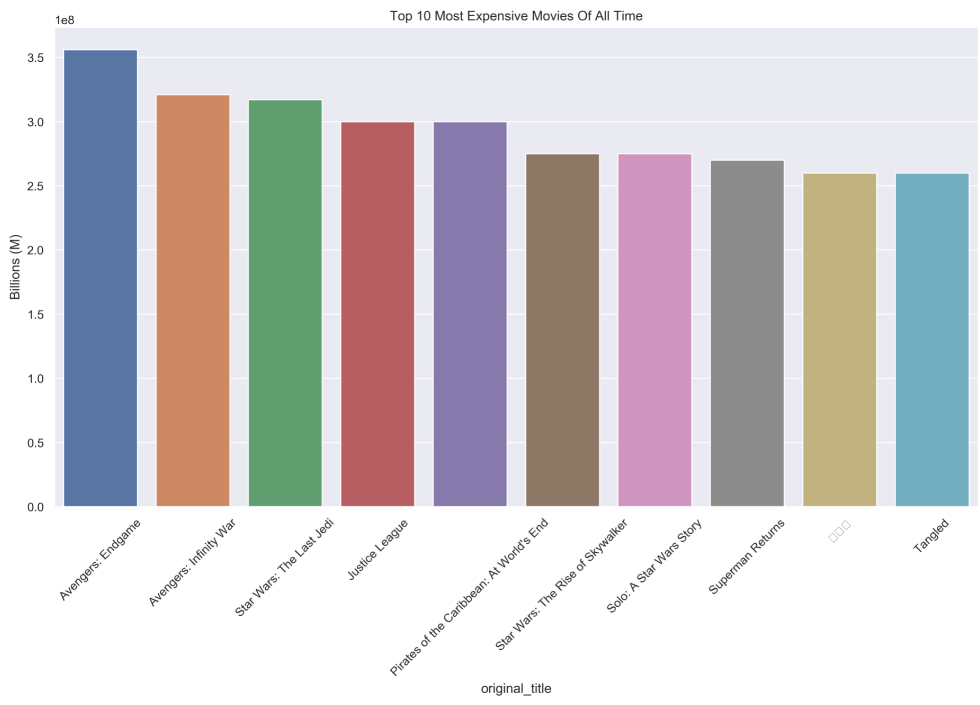 Top 10 Most Expensive Movies Of All Time
1e8
3.5
3.0
2.5
2.0
1.5
1.0
0.5
0.0
Billions (M)
Avengers: Endgame
Avengers: Infinity War
Star Wars: The Last Jedi
Justice League
Pirates of the Caribbean: At World's End
Star Wars: The Rise of Skywalker
Solo: A Star Wars Story
Superman Returns
Tangled
original_title